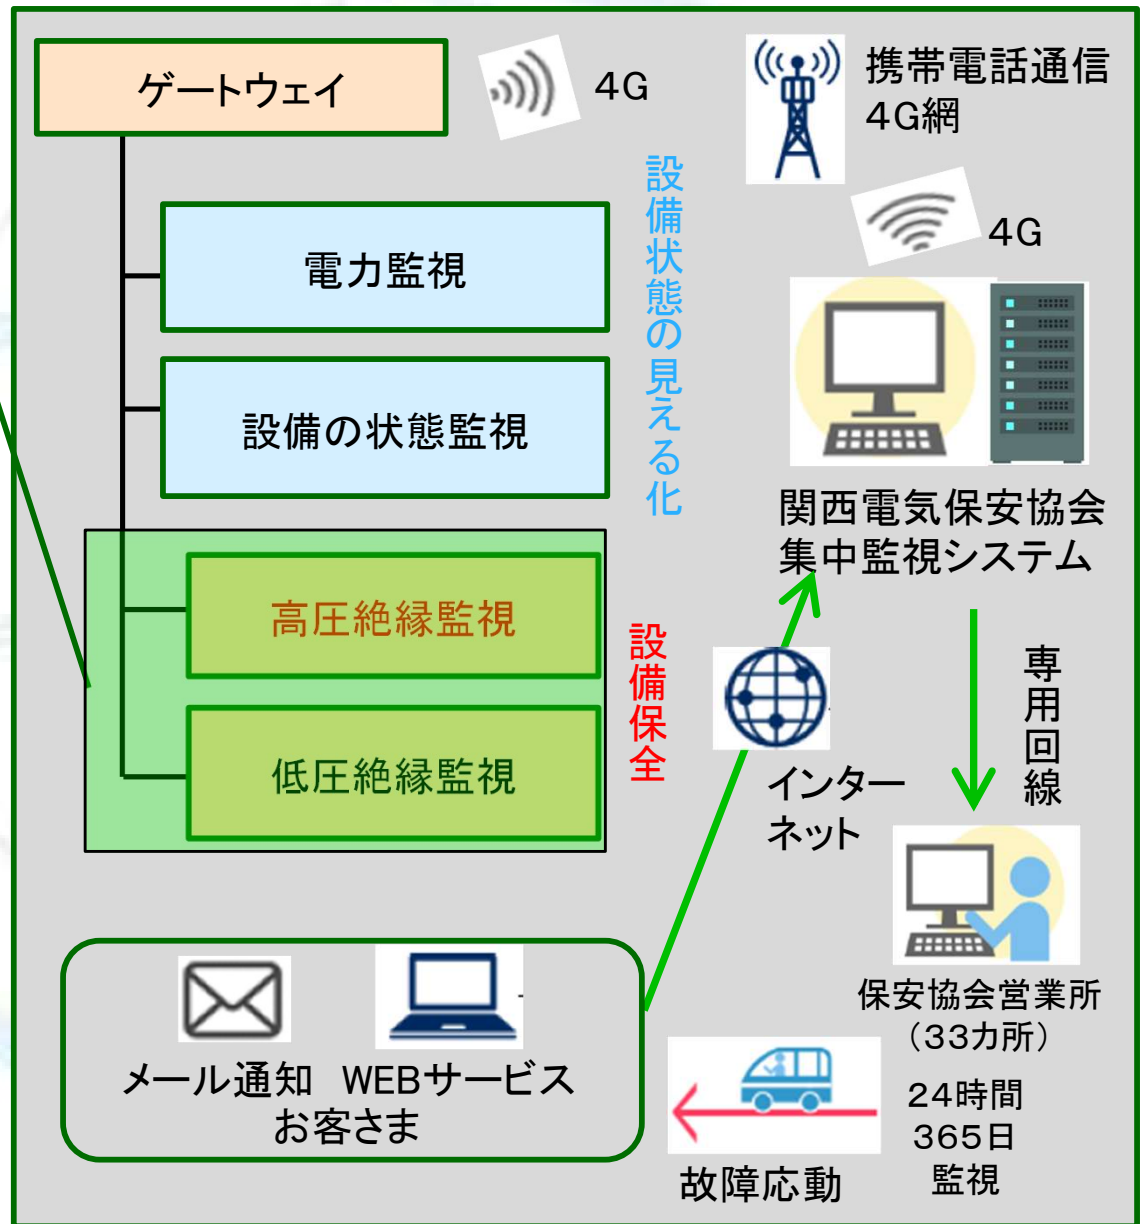 ゲートウェイ
4G
携帯電話通信
4G網
4G
電力監視
設備の状態監視
設備状態の見える化
関西電気保安協会
集中監視システム
高圧絶縁監視
低圧絶縁監視
設備保全
インター
ネット
専用回線
保安協会営業所
(33カ所)
24時間
365日
監視
メール通知 WEBサービス
お客さま
故障応動